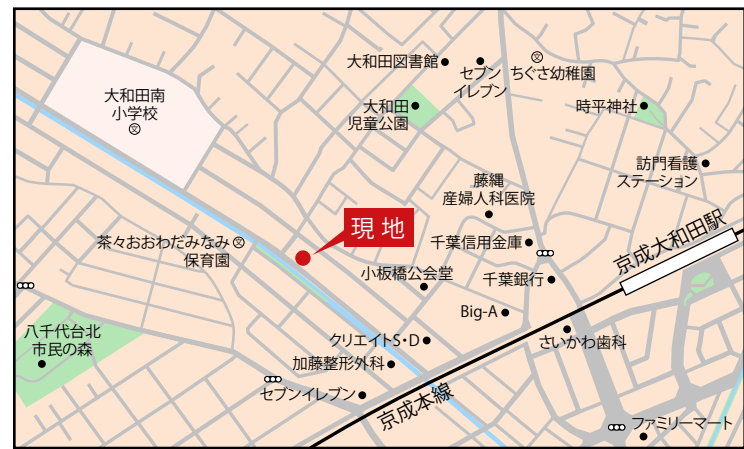 大和田図書館
セブン
イレブン
ちぐさ幼稚園
大和田南
小学校
大和田
児童公園
時平神社
訪門看護
ステーション
藤縄
産婦人科医院
現地
千葉信用金庫
京成大和田駅
茶々おおわだみなみ
保育園
小板橋公会堂
千葉銀行
Big-A
さいかわ歯科
八千代台北
市民の森
クリエイトS・D
加藤整形外科
セブンイレブン
京成本線
ファミリーマート